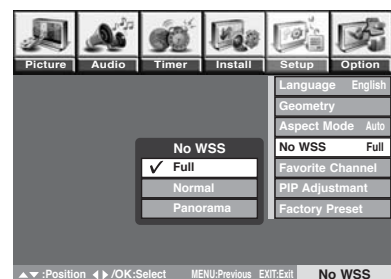 Picture Audio Timer Install Setup Option
Language English
Geometry
Aspect Mode Auto
No WSS Full
Favorite Channel
PIP Adjustmant
Factory Preset
No WSS
✓ Full
Normal
Panorama
▲▼ :Position ◀▶ /OK:Select MENU:Previous EXIT:Exit No WSS